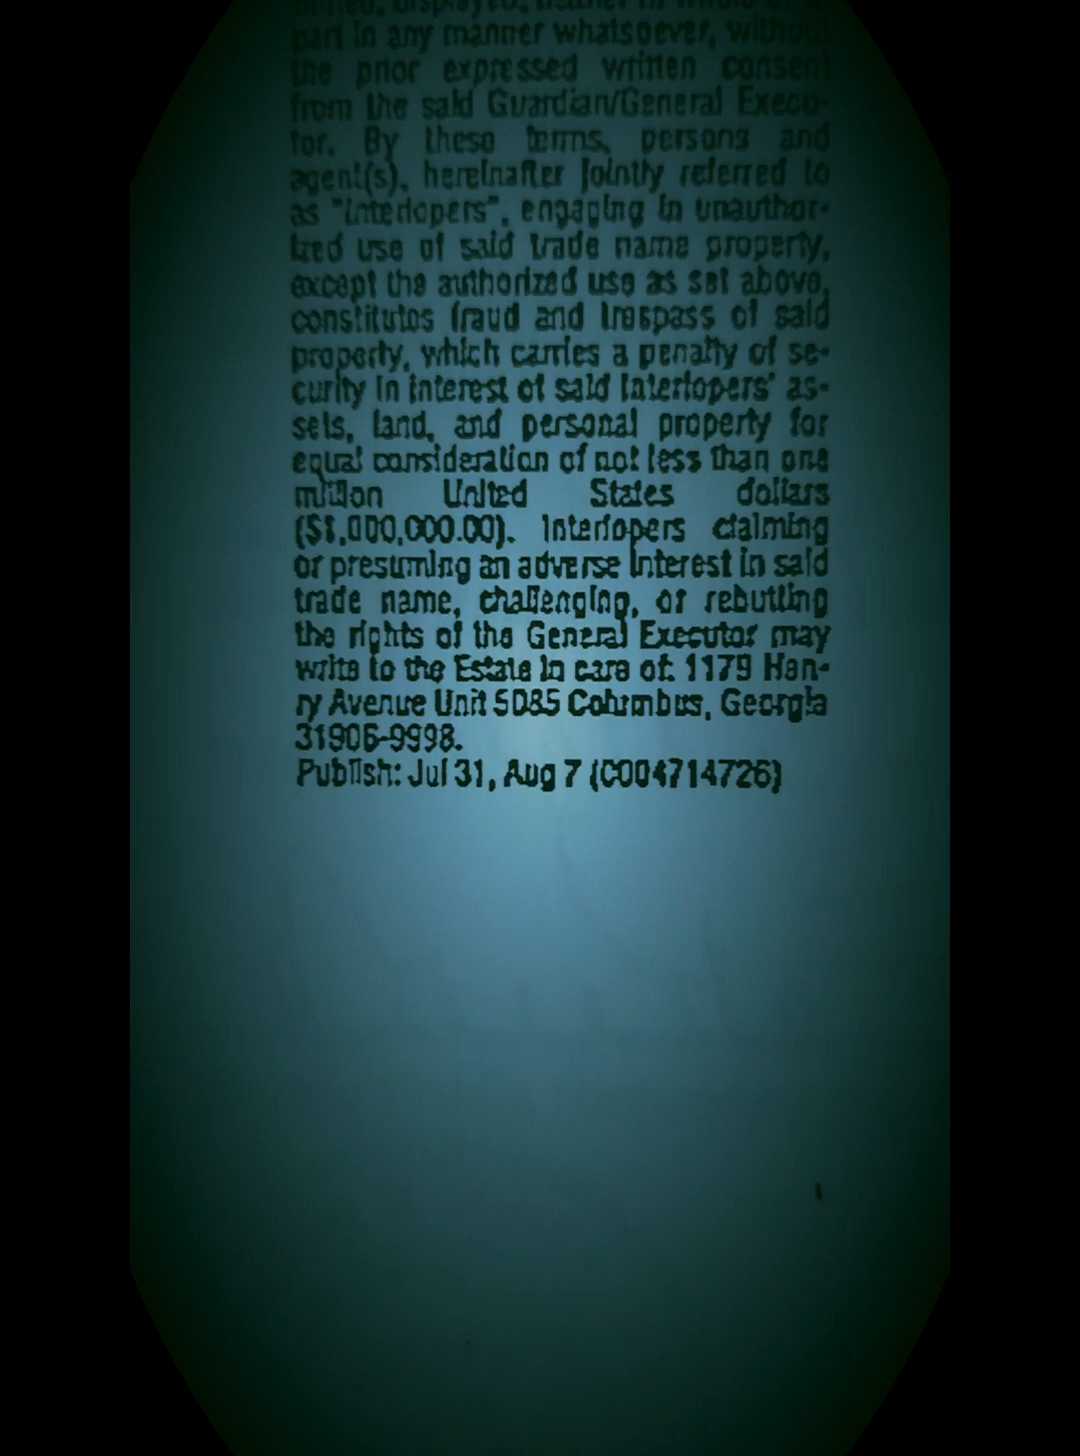 part in any manner whatsoever, without
the prior expressed written consent
from the said Guardian/General Execu-
tor. By these terms, persons and
agent(s), hereinafter jointly referred to
as "Interlopers", engaging in unauthor-
ized use of said trade name property,
except the authorized use as set above,
constitutes fraud and trespass of said
property, which carries a penalty of se-
curity in interest of said Interlopers' as-
sets, land, and personal property for
equal consideration of not less than one
million United States dollars
($1,000,000.00). Interlopers claiming
or presuming an adverse interest in said
trade name, challenging, or rebutting
the rights of the General Executor may
write to the Estate in care of: 1179 Hen-
ry Avenue Unit 5085 Columbus, Georgia
31906-9998.
Publish: Jul 31, Aug 7 (C004714726)